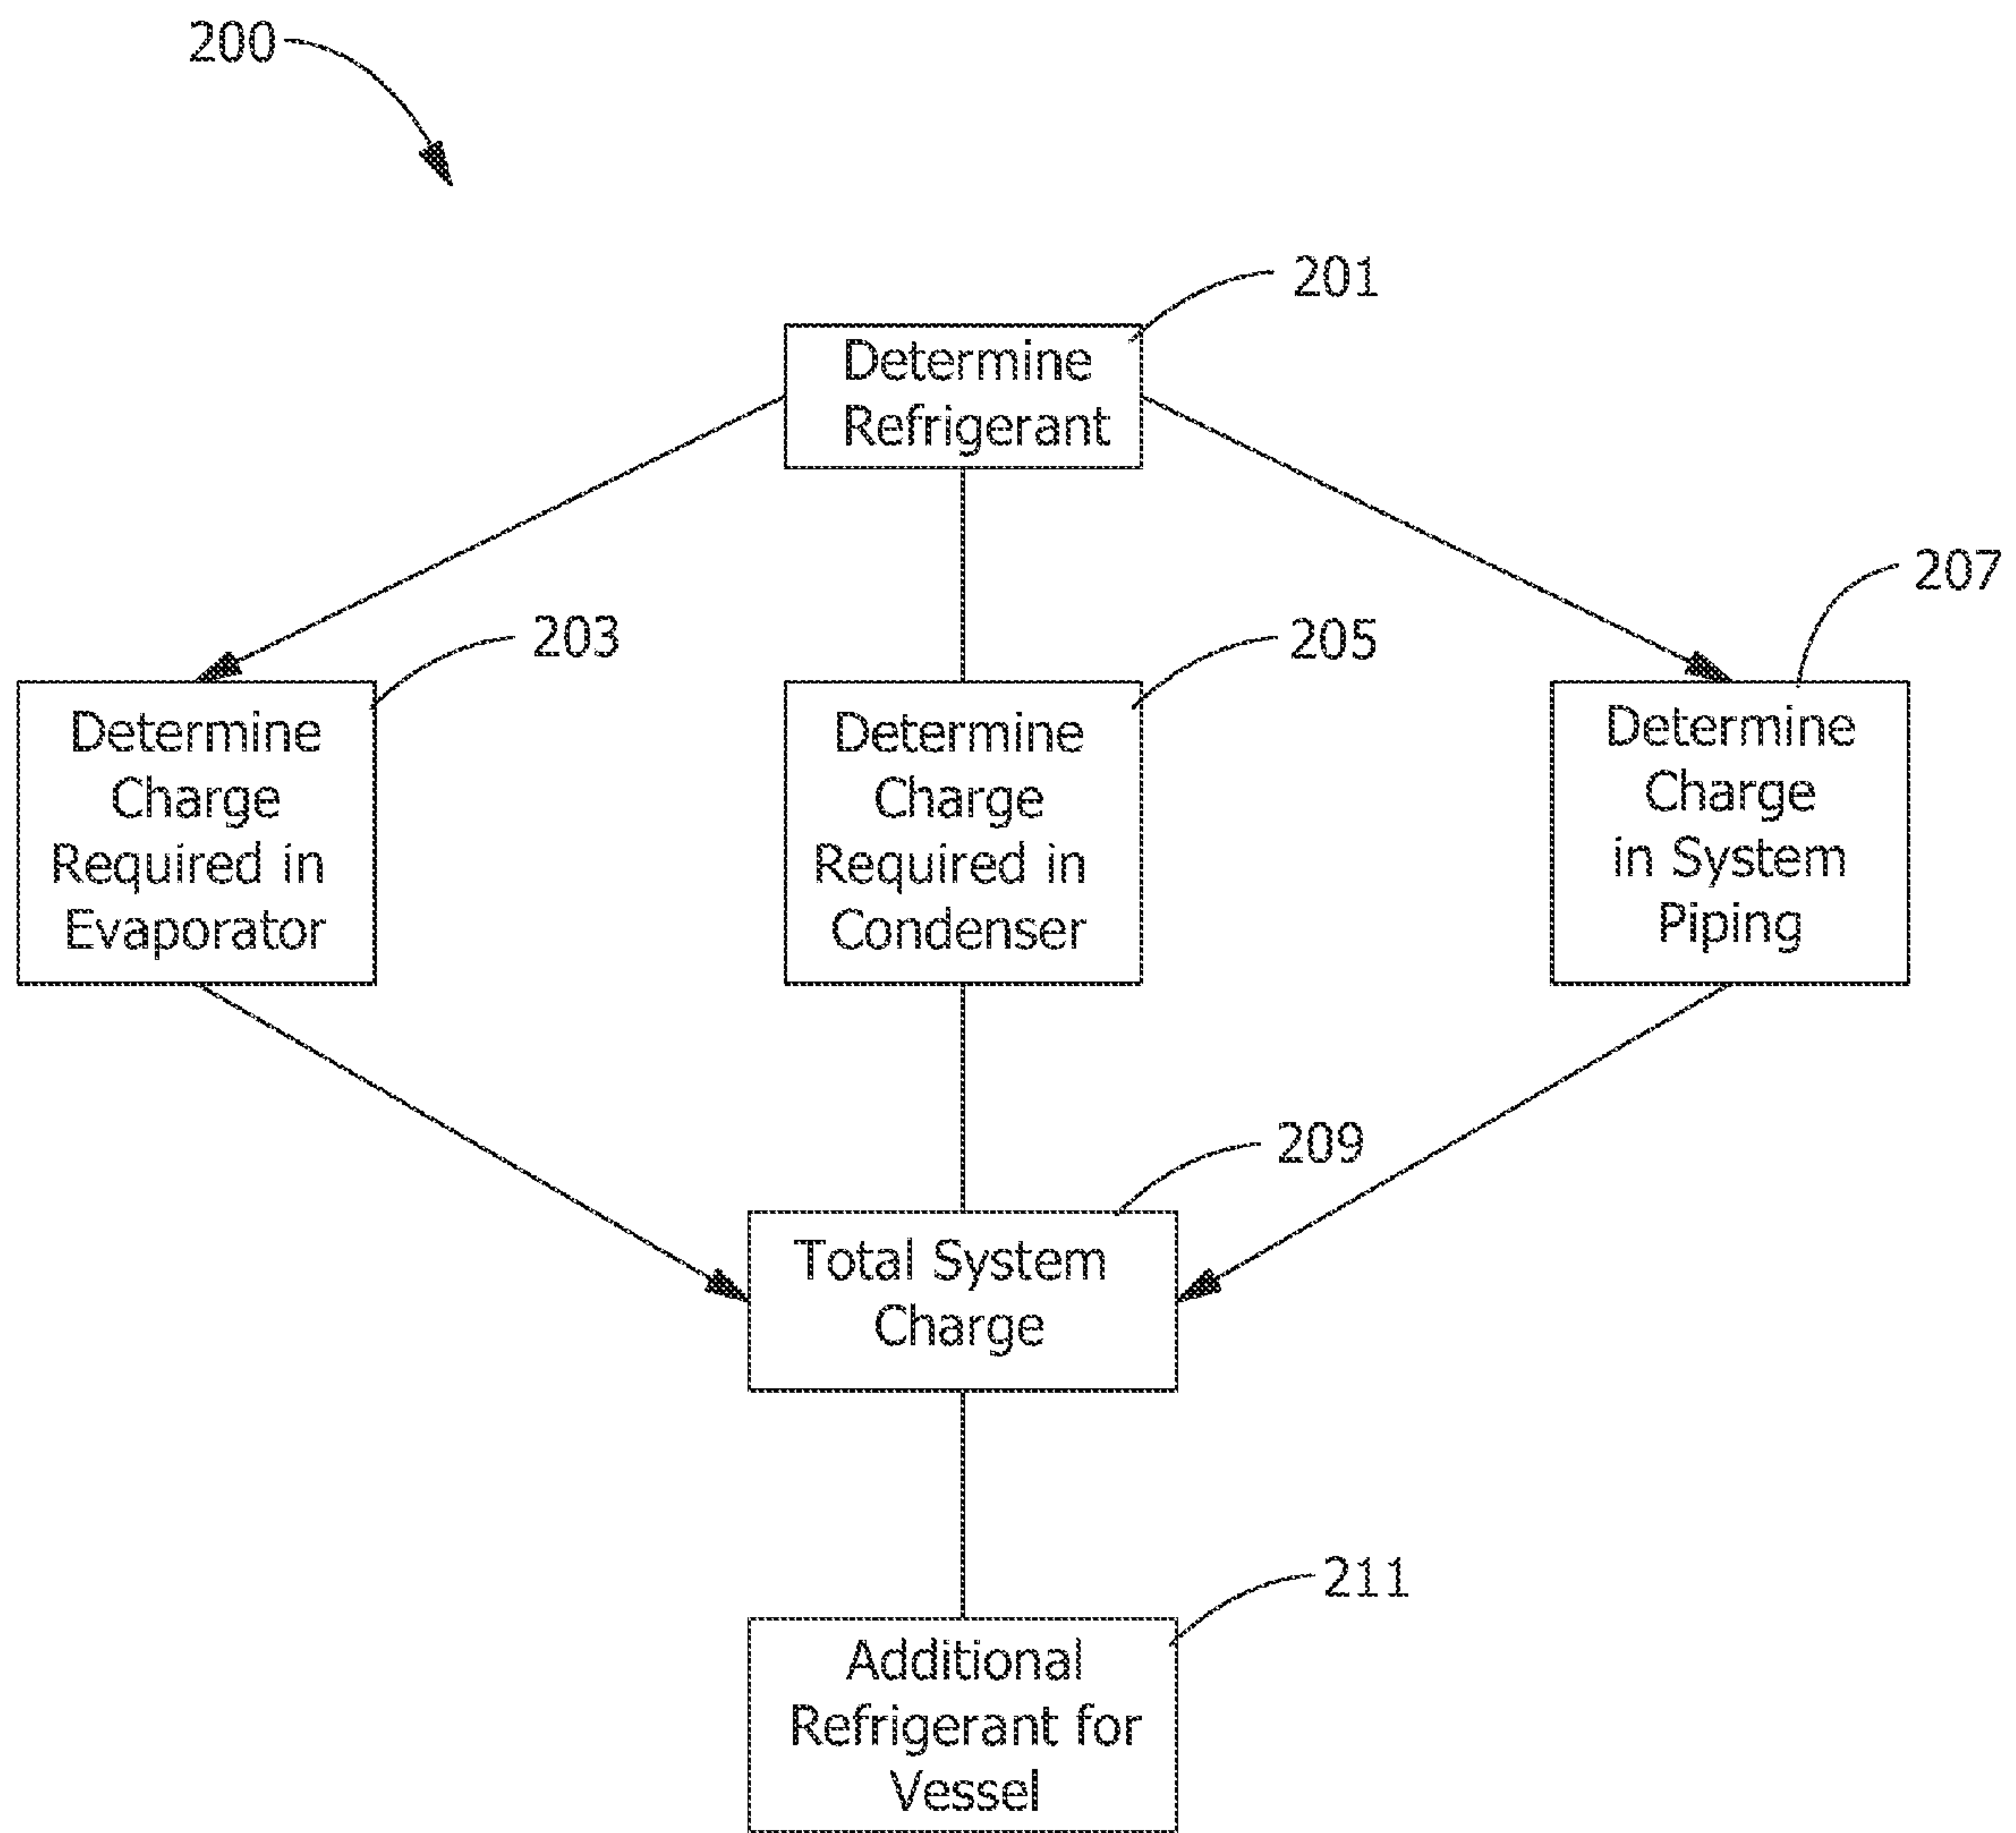 200
201
Determine
Refrigerant
207
203
205
Determine
Charge
Required in
Evaporator
Determine
Charge
Required in
Condenser
Determine
Charge
in System
Piping
209
Total System
Charge
211
Additional
Refrigerant for
Vessel